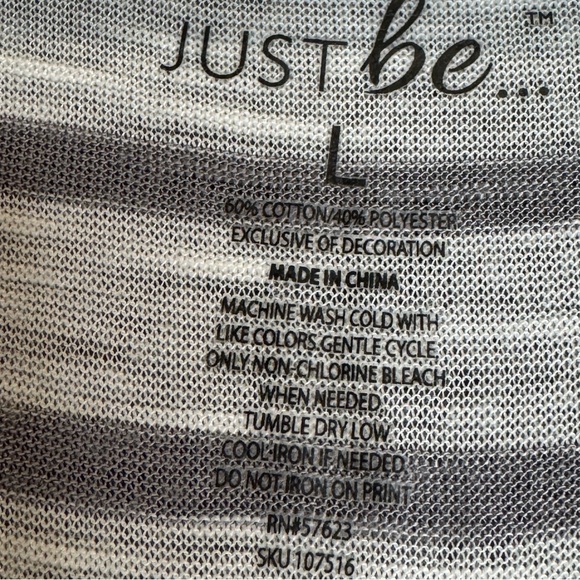 JUST be...™
L
60% COTTON/40% POLYESTER
EXCLUSIVE OF DECORATION
MADE IN CHINA
MACHINE WASH COLD WITH
LIKE COLORS. GENTLE CYCLE.
ONLY NON-CHLORINE BLEACH
WHEN NEEDED.
TUMBLE DRY LOW
COOL-IRON IF NEEDED.
DO NOT IRON ON PRINT
RN#57623
SKU 107516